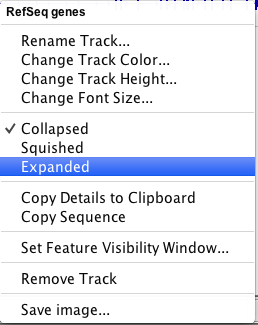 RefSeq genes
Rename Track...
Change Track Color...
Change Track Height...
Change Font Size...
✓ Collapsed
Squished
Expanded
Copy Details to Clipboard
Copy Sequence
Set Feature Visibility Window...
Remove Track
Save image...